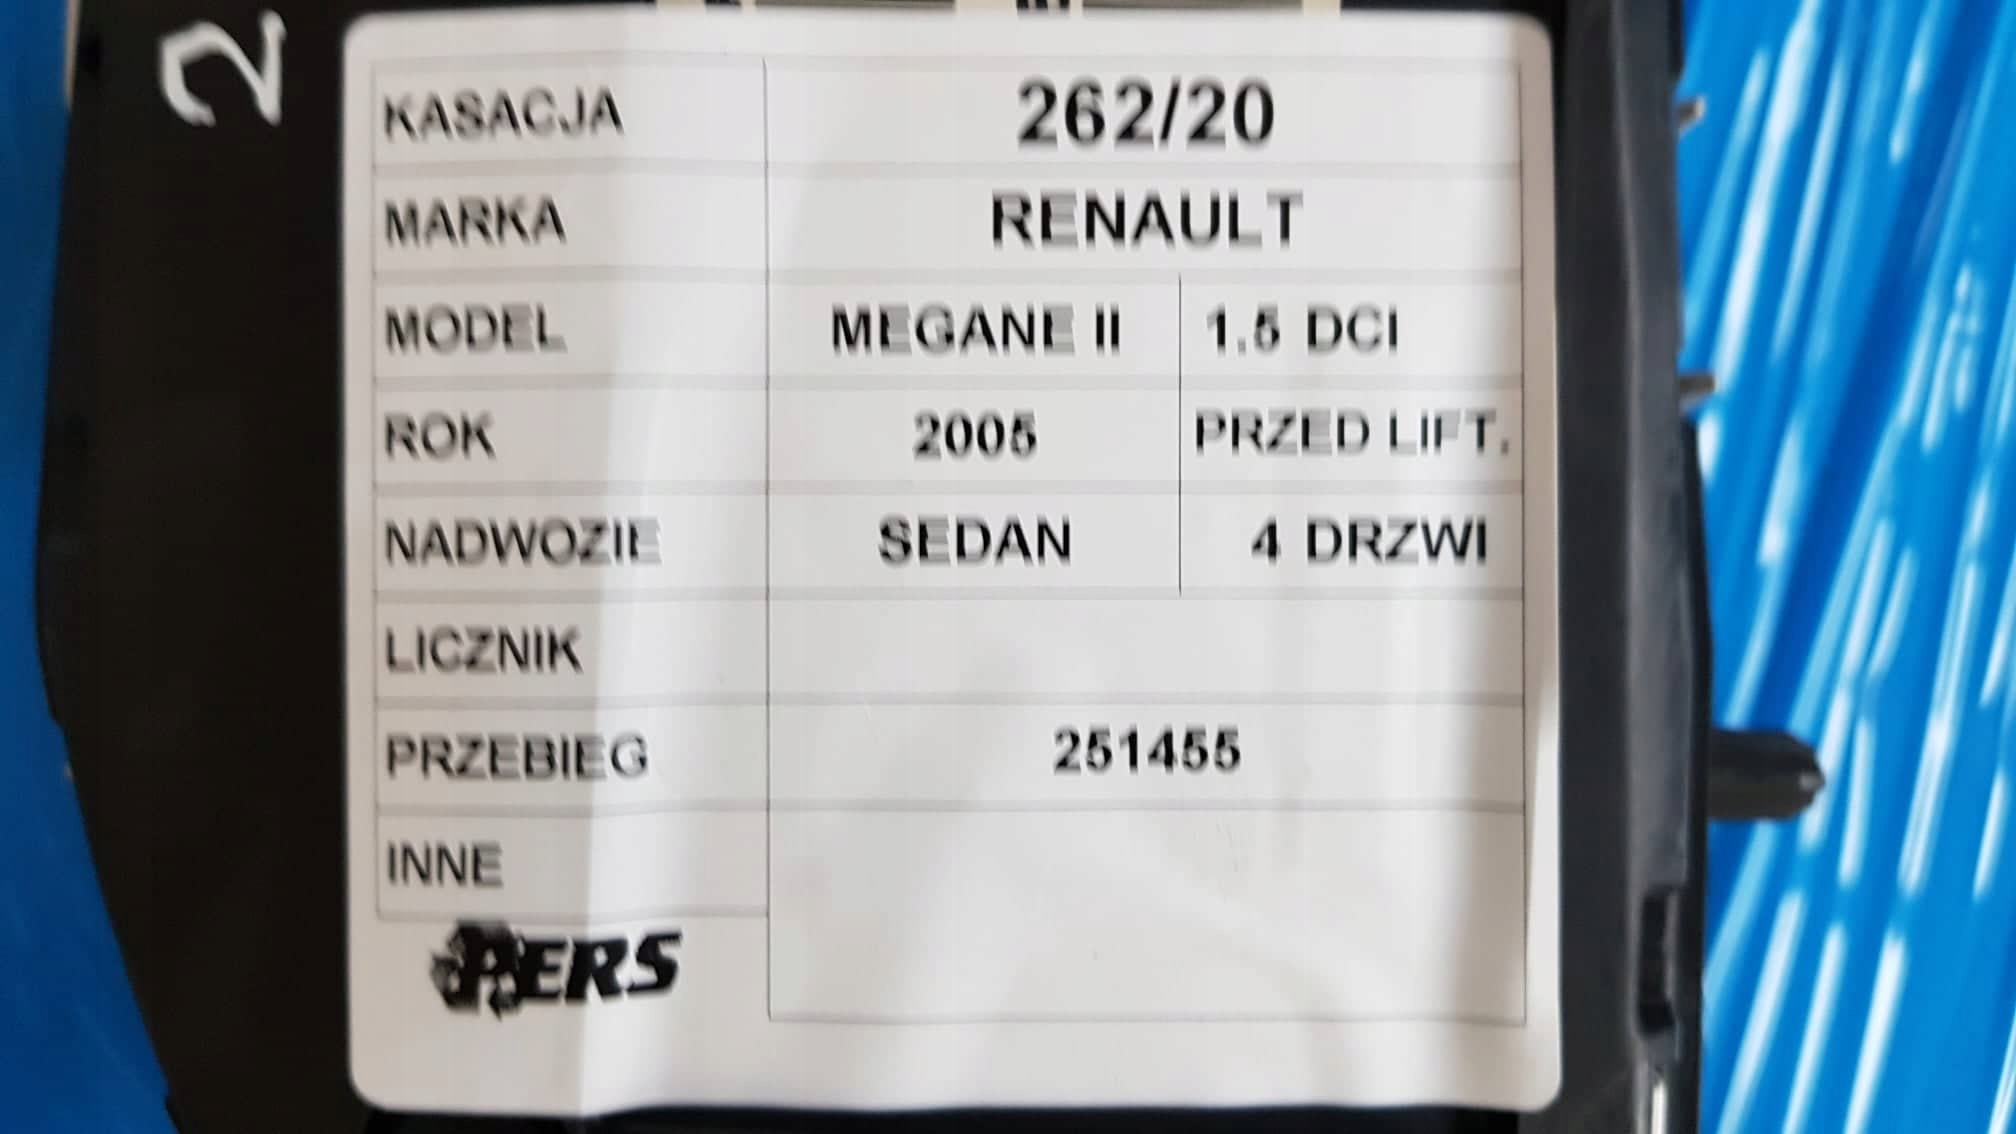 2
KASACJA 262/20
MARKA RENAULT
MODEL MEGANE II 1.5 DCI
ROK 2005 PRZED LIFT.
NADWOZIE SEDAN 4 DRZWI
LICZNIK
PRZEBIEG 251455
INNE
PERS